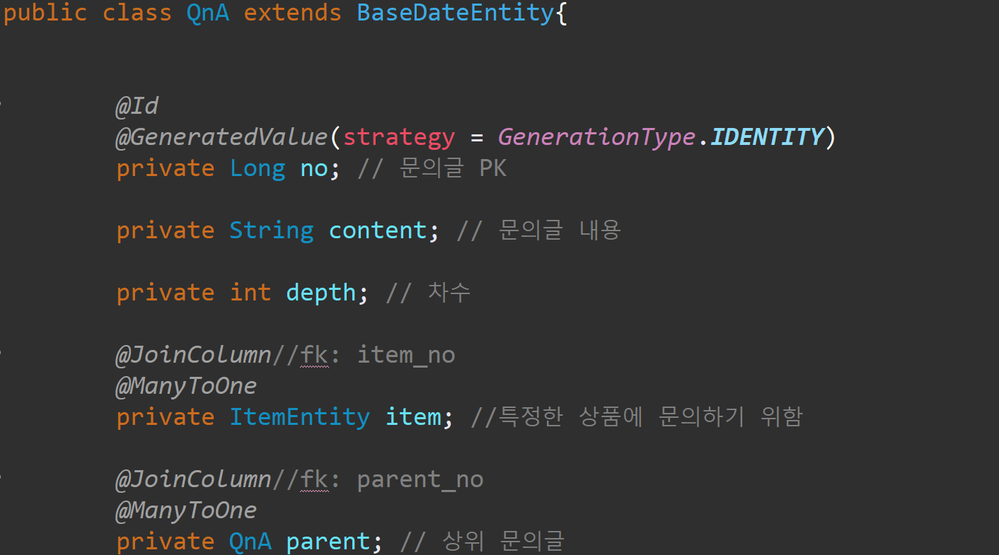 public class QnA extends BaseDateEntity{
@Id
@GeneratedValue(strategy = GenerationType.IDENTITY)
private Long no; // 문의글 PK
private String content; // 문의글 내용
private int depth; // 차수
@JoinColumn//fk: item_no
@ManyToOne
private ItemEntity item; //특정한 상품에 문의하기 위함
@JoinColumn//fk: parent_no
@ManyToOne
private QnA parent; // 상위 문의글